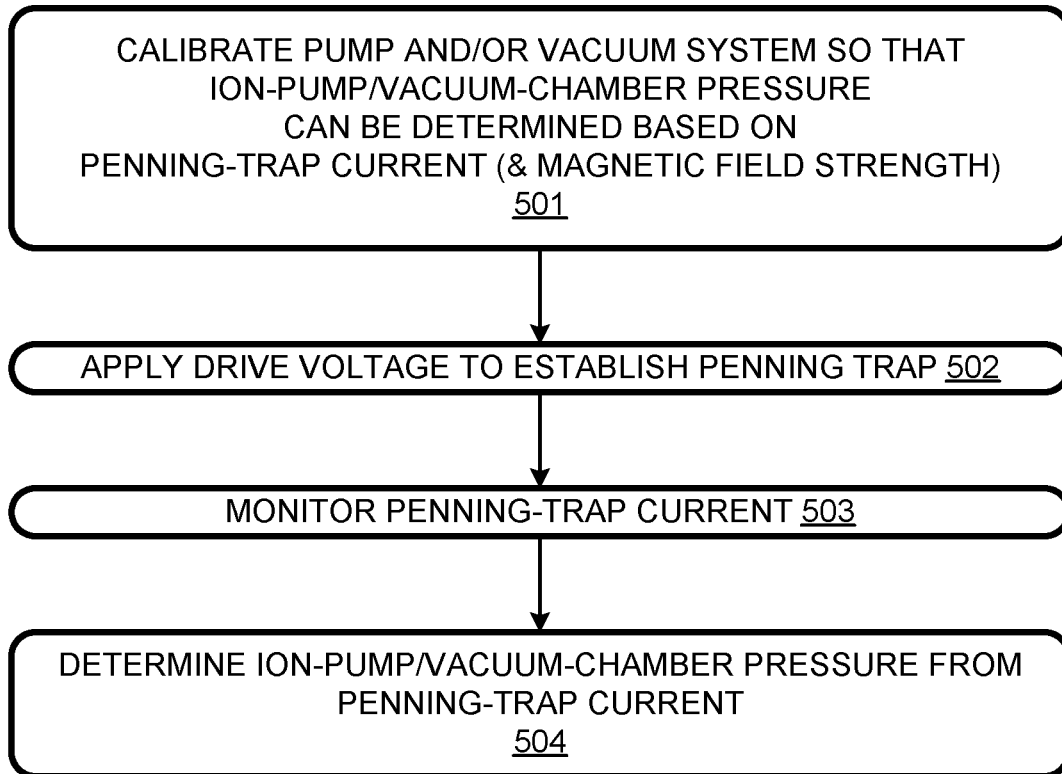 CALIBRATE PUMP AND/OR VACUUM SYSTEM SO THAT
ION-PUMP/VACUUM-CHAMBER PRESSURE
CAN BE DETERMINED BASED ON
PENNING-TRAP CURRENT (& MAGNETIC FIELD STRENGTH)
501
APPLY DRIVE VOLTAGE TO ESTABLISH PENNING TRAP 502
MONITOR PENNING-TRAP CURRENT 503
DETERMINE ION-PUMP/VACUUM-CHAMBER PRESSURE FROM
PENNING-TRAP CURRENT
504